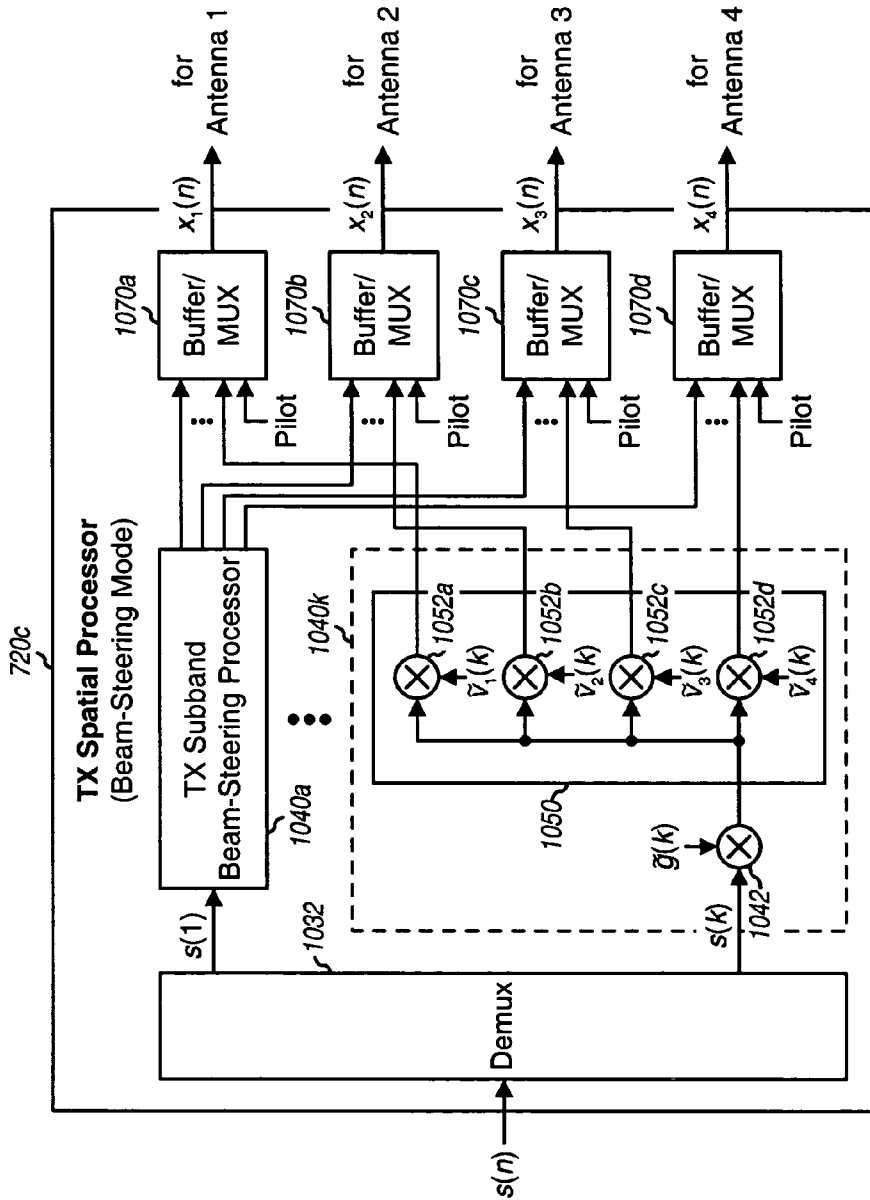 720c
TX Spatial Processor
(Beam-Steering Mode)
s(n)
Demux
1032
s(1)
s(k)
TX Subband
Beam-Steering Processor
1040a
1040k
g̃(k)
1042
1050
1052a
ṽ₁(k)
1052b
ṽ₂(k)
1052c
ṽ₃(k)
1052d
ṽ₄(k)
1070a
Buffer/
MUX
Pilot
x₁(n)
for
Antenna 1
1070b
Buffer/
MUX
Pilot
x₂(n)
for
Antenna 2
1070c
Buffer/
MUX
Pilot
x₃(n)
for
Antenna 3
1070d
Buffer/
MUX
Pilot
x₄(n)
for
Antenna 4